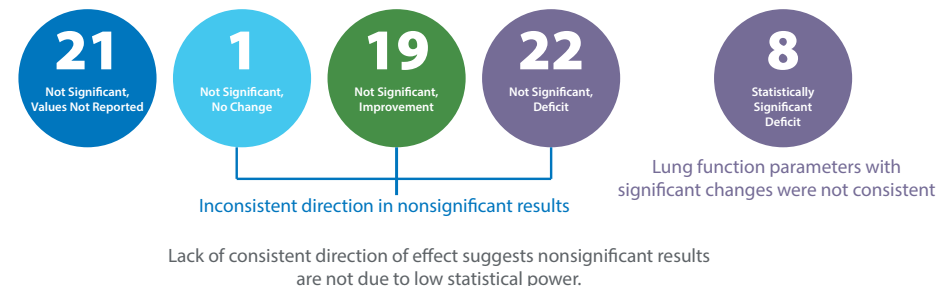 21
Not Significant,
Values Not Reported
1
Not Significant,
No Change
19
Not Significant,
Improvement
22
Not Significant,
Deficit
8
Statistically
Significant
Deficit
Inconsistent direction in nonsignificant results
Lung function parameters with
significant changes were not consistent
Lack of consistent direction of effect suggests nonsignificant results
are not due to low statistical power.